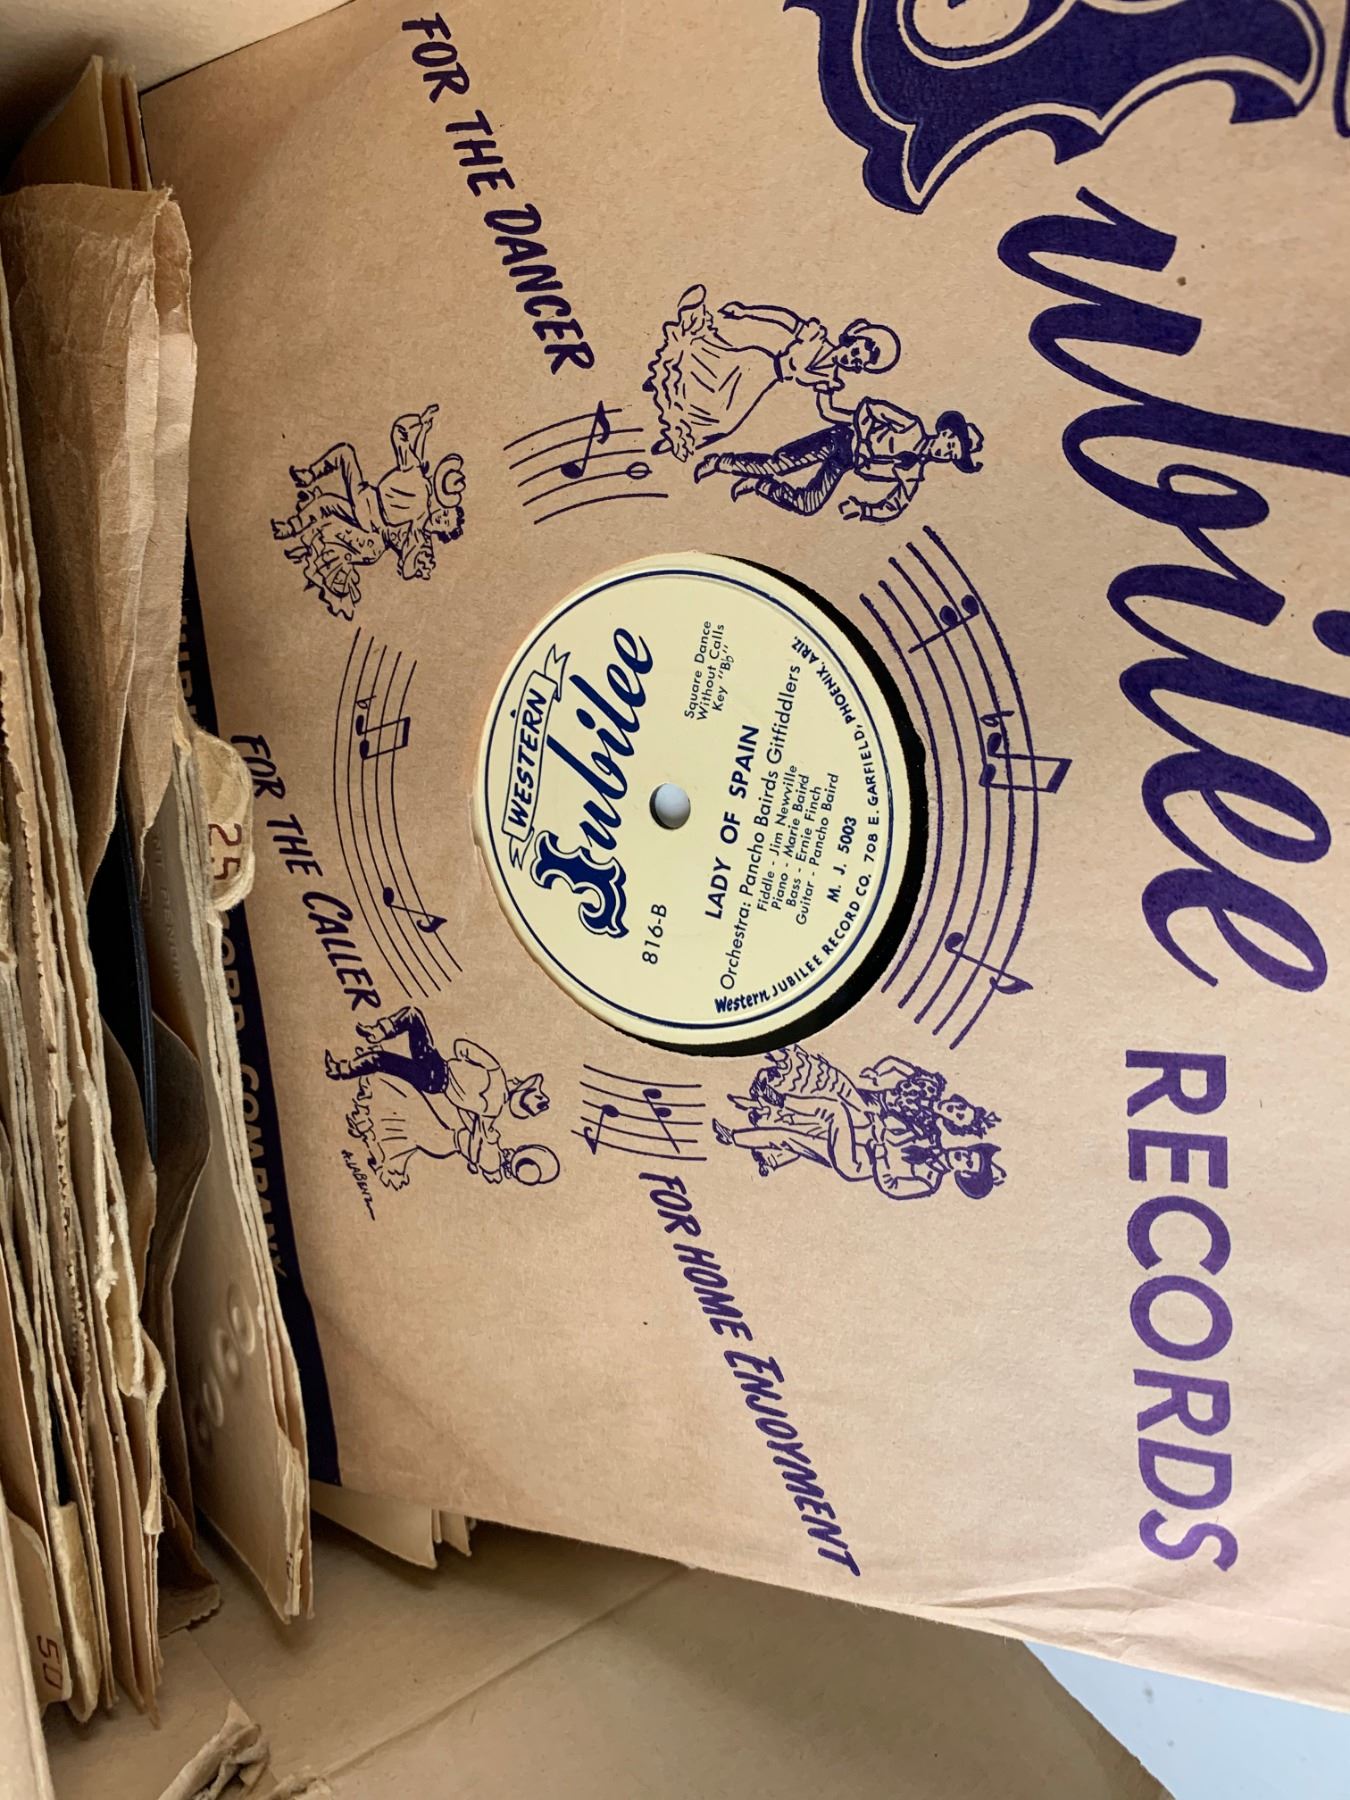 Jubilee
RECORDS
FOR THE DANCER
FOR THE CALLER
FOR HOME ENJOYMENT
WESTERN
Jubilee
816-B
Square Dance
Without Calls
Key "Bb"
LADY OF SPAIN
Orchestra: Pancho Bairds Gitfiddlers
Fiddle - Jim Newville
Piano - Marie Baird
Bass - Ernie Finch
Guitar - Pancho Baird
M. J. 5003
Western JUBILEE RECORD CO. 708 E. GARFIELD, PHOENIX, ARIZ.
25
CORD COMPANY
50